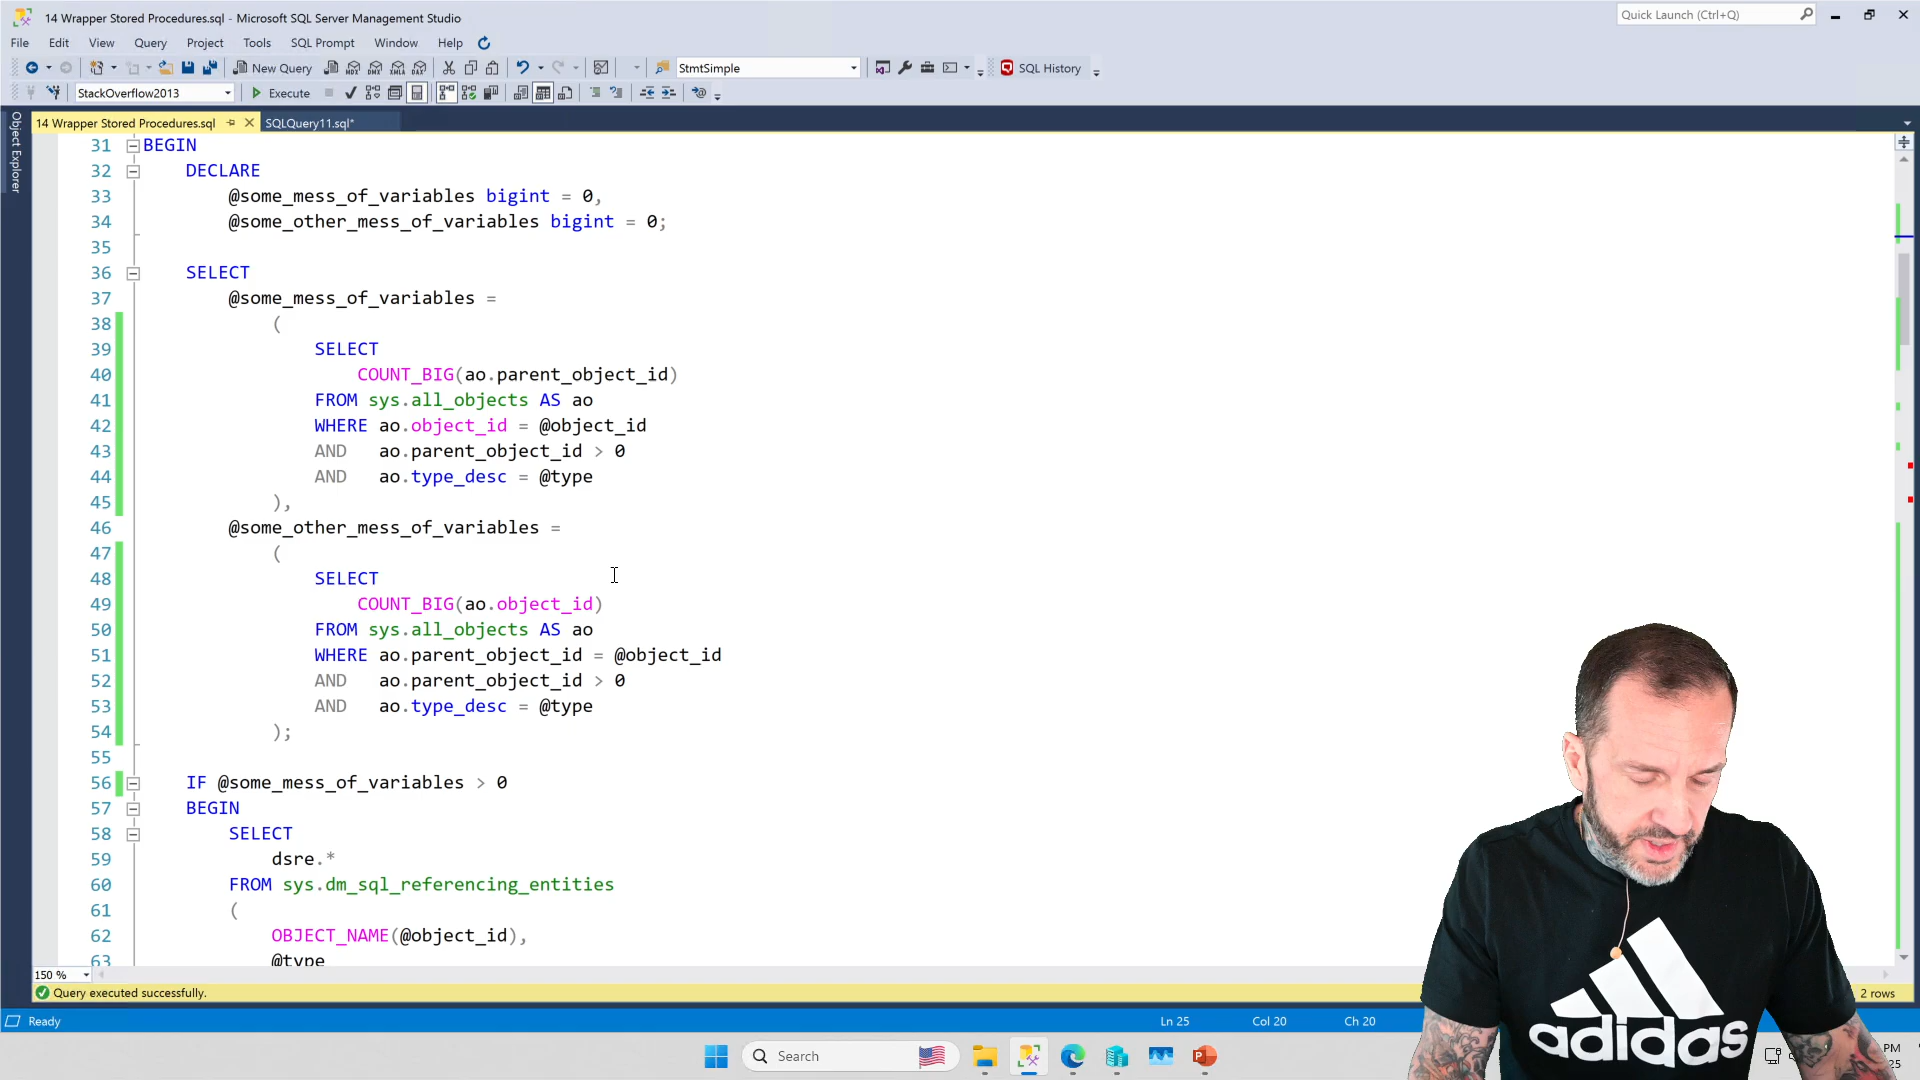 14 Wrapper Stored Procedures.sql - Microsoft SQL Server Management Studio
Quick Launch (Ctrl+Q)
File Edit View Query Project Tools SQL Prompt Window Help
New Query MDX DMX XMLA DAX StmtSimple SQL History
StackOverflow2013 Execute
14 Wrapper Stored Procedures.sql SQLQuery11.sql*
Object Explorer
31 BEGIN
32 DECLARE
33 @some_mess_of_variables bigint = 0,
34 @some_other_mess_of_variables bigint = 0;
35
36 SELECT
37 @some_mess_of_variables =
38 (
39 SELECT
40 COUNT_BIG(ao.parent_object_id)
41 FROM sys.all_objects AS ao
42 WHERE ao.object_id = @object_id
43 AND ao.parent_object_id > 0
44 AND ao.type_desc = @type
45 ),
46 @some_other_mess_of_variables =
47 (
48 SELECT
49 COUNT_BIG(ao.object_id)
50 FROM sys.all_objects AS ao
51 WHERE ao.parent_object_id = @object_id
52 AND ao.parent_object_id > 0
53 AND ao.type_desc = @type
54 );
55
56 IF @some_mess_of_variables > 0
57 BEGIN
58 SELECT
59 dsre.*
60 FROM sys.dm_sql_referencing_entities
61 (
62 OBJECT_NAME(@object_id),
63 @type
150 %
Query executed successfully. 2 rows
Ready Ln 25 Col 20 Ch 20
Search
adidas
PM
25